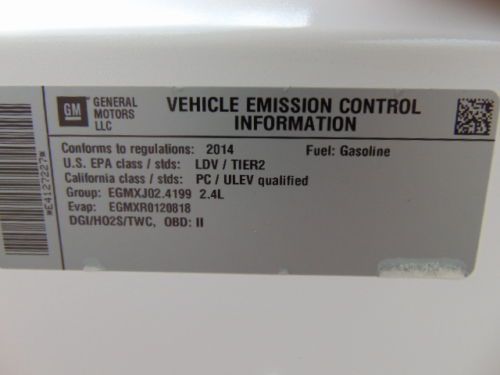 GM
GENERAL
MOTORS
LLC
VEHICLE EMISSION CONTROL
INFORMATION
Conforms to regulations: 2014 Fuel: Gasoline
U.S. EPA class / stds: LDV / TIER2
California class / stds: PC / ULEV qualified
Group: EGMXJ02.4199 2.4L
Evap: EGMXR0120818
DGI/HO2S/TWC, OBD: II
*E4127227*